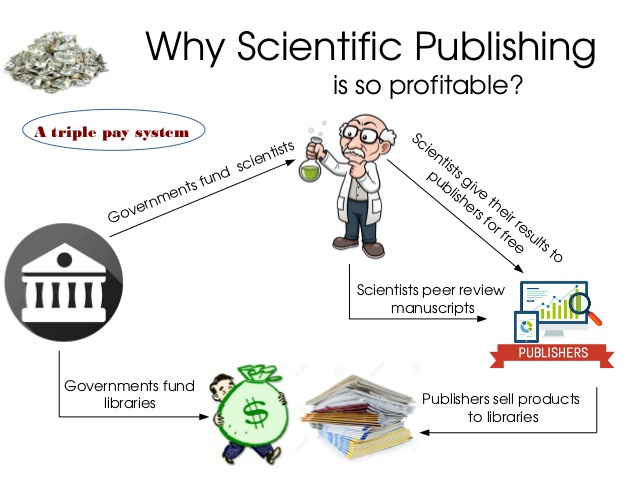 Why Scientific Publishing
is so profitable?
A triple pay system
Governments fund scientists
Scientists give their results to
publishers for free
Scientists peer review
manuscripts
PUBLISHERS
Governments fund
libraries
$
Publishers sell products
to libraries